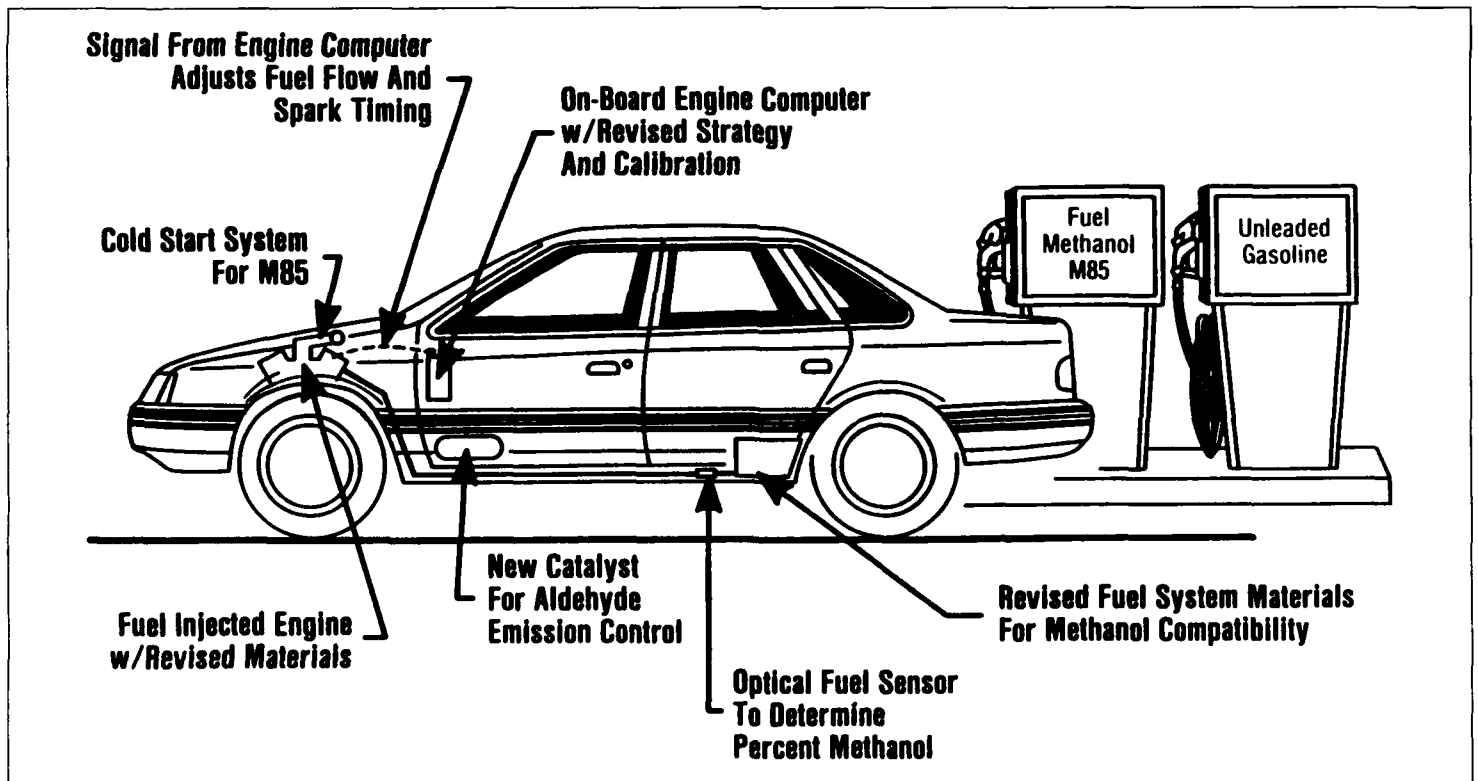 Signal From Engine Computer
Adjusts Fuel Flow And
Spark Timing
On-Board Engine Computer
w/Revised Strategy
And Calibration
Cold Start System
For M85
Fuel
Methanol
M85
Unleaded
Gasoline
Fuel Injected Engine
w/Revised Materials
New Catalyst
For Aldehyde
Emission Control
Optical Fuel Sensor
To Determine
Percent Methanol
Revised Fuel System Materials
For Methanol Compatibility